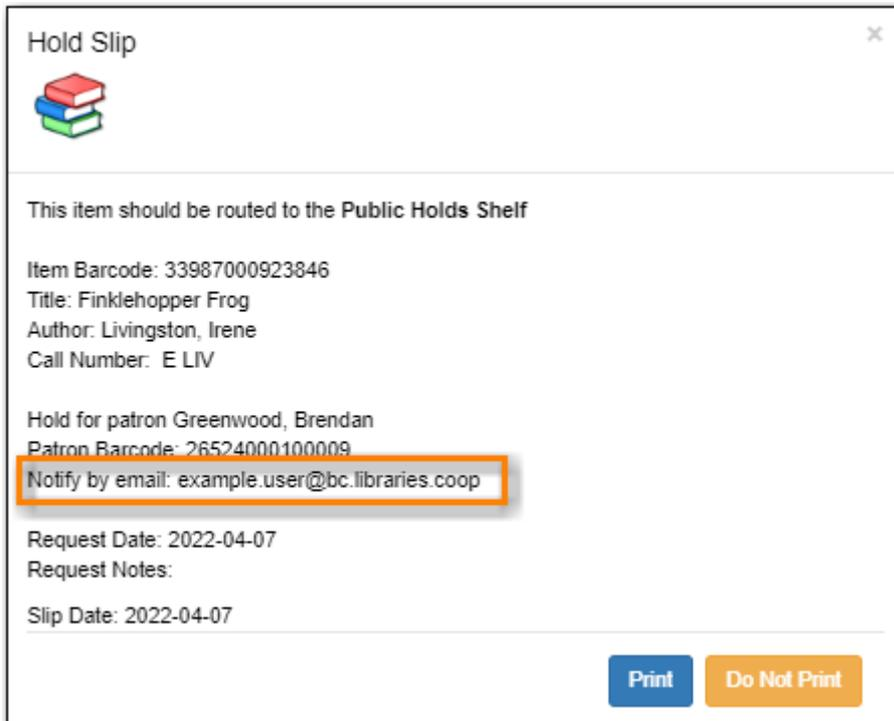 Hold Slip
×
This item should be routed to the Public Holds Shelf
Item Barcode: 33987000923846
Title: Finklehopper Frog
Author: Livingston, Irene
Call Number: E LIV
Hold for patron Greenwood, Brendan
Patron Barcode: 26524000100009
Notify by email: example.user@bc.libraries.coop
Request Date: 2022-04-07
Request Notes:
Slip Date: 2022-04-07
Print Do Not Print